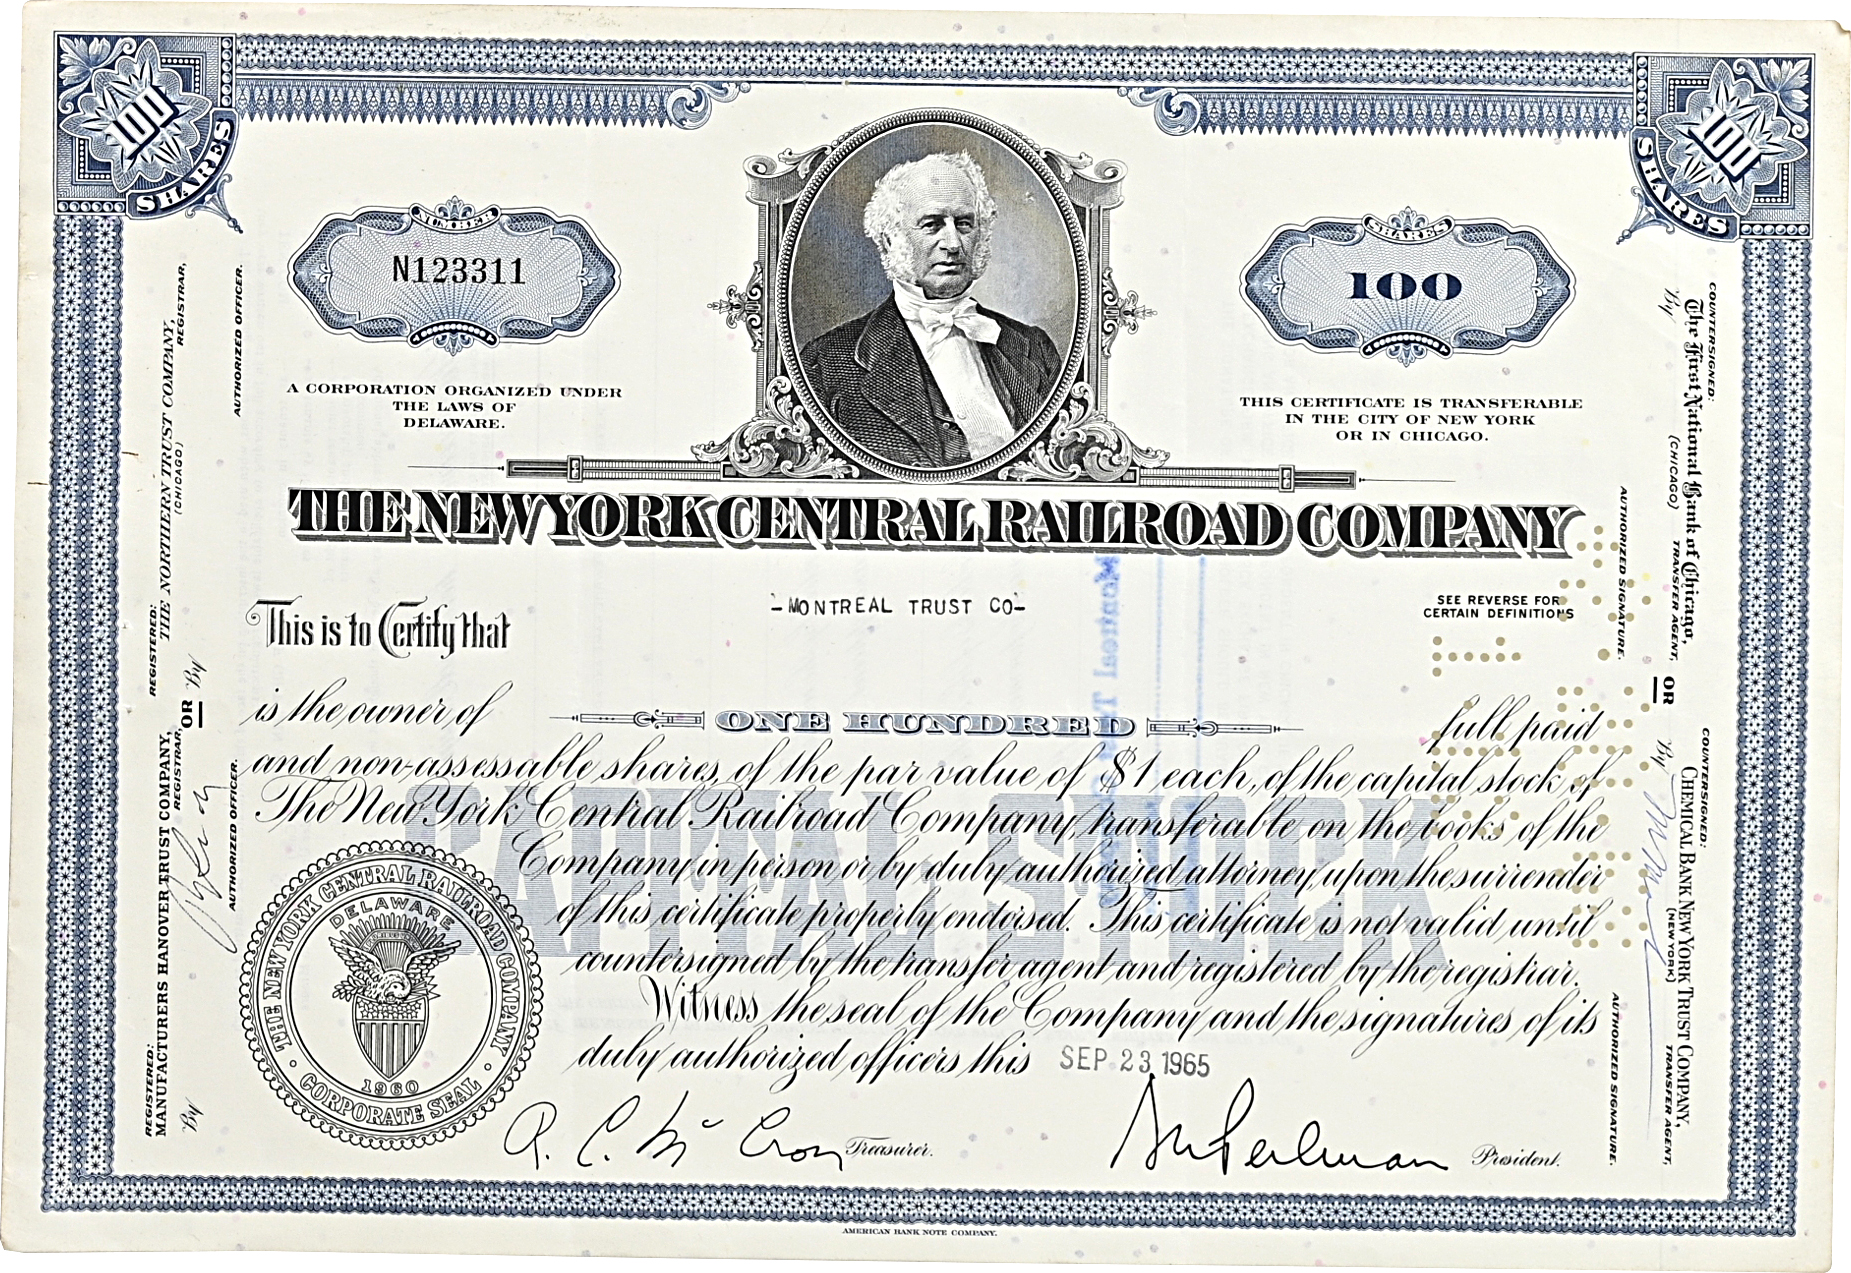 100
SHARES
100
SHARES
NUMBER
N123311
SHARES
100
A CORPORATION ORGANIZED UNDER
THE LAWS OF
DELAWARE.
THIS CERTIFICATE IS TRANSFERABLE
IN THE CITY OF NEW YORK
OR IN CHICAGO.
THE NEW YORK CENTRAL RAILROAD COMPANY
This is to Certify that
-MONTREAL TRUST CO-
SEE REVERSE FOR
CERTAIN DEFINITIONS
is the owner of
ONE HUNDRED
full paid
and non-assessable shares, of the par value of $1 each, of the capital stock of
The New York Central Railroad Company, transferable on the books of the
Company in person or by duly authorized attorney, upon the surrender
of this certificate properly endorsed. This certificate is not valid until
countersigned by the transfer agent and registered by the registrar.
Witness the seal of the Company and the signatures of its
duly authorized officers this SEP 23 1965
CAPITAL STOCK
THE NEW YORK CENTRAL RAILROAD COMPANY
DELAWARE
1960
CORPORATE SEAL
R. C. McCron Treasurer.
A E Perlman President.
AMERICAN BANK NOTE COMPANY.
REGISTERED:
THE NORTHERN TRUST COMPANY,
(CHICAGO)
REGISTRAR,
By
AUTHORIZED OFFICER.
OR
REGISTERED:
MANUFACTURERS HANOVER TRUST COMPANY,
REGISTRAR,
By
AUTHORIZED OFFICER.
COUNTERSIGNED:
The First National Bank of Chicago,
(CHICAGO)
TRANSFER AGENT,
By
AUTHORIZED SIGNATURE.
OR
COUNTERSIGNED:
CHEMICAL BANK NEW YORK TRUST COMPANY,
(NEW YORK)
TRANSFER AGENT,
By
AUTHORIZED SIGNATURE.